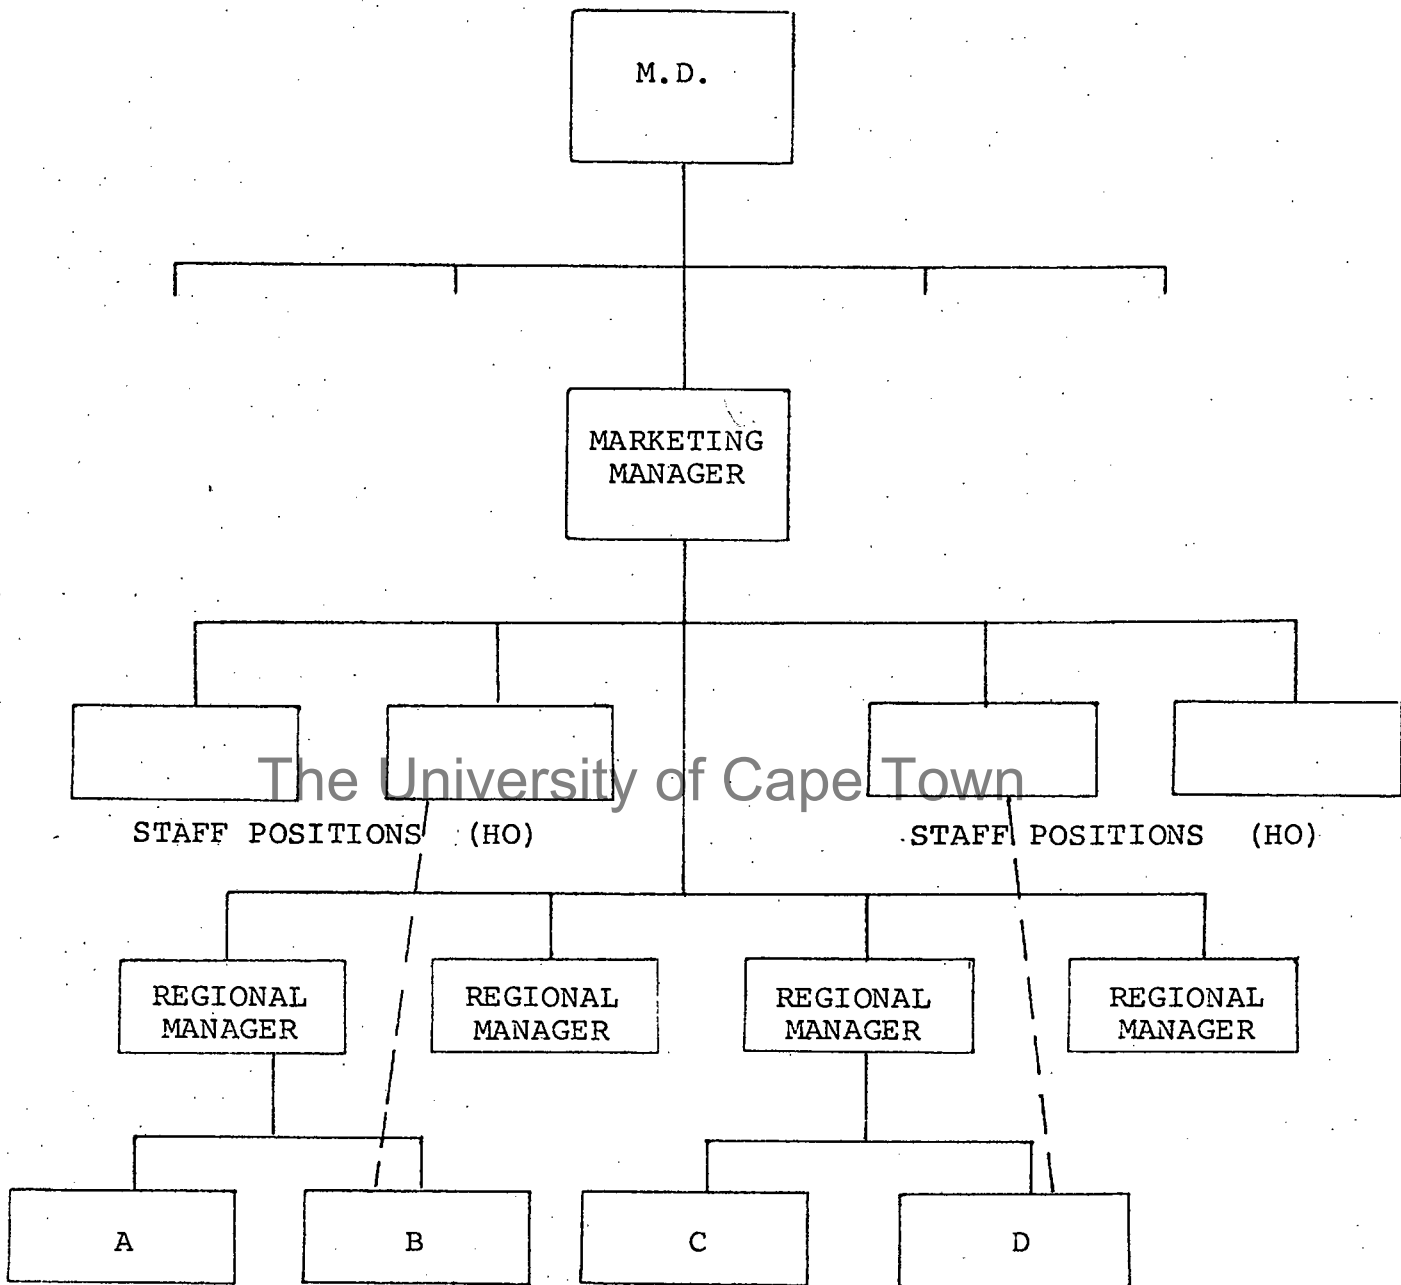 M.D.
MARKETING
MANAGER
The University of Cape Town
STAFF POSITIONS (HO)
STAFF POSITIONS (HO)
REGIONAL
MANAGER
REGIONAL
MANAGER
REGIONAL
MANAGER
REGIONAL
MANAGER
A
B
C
D